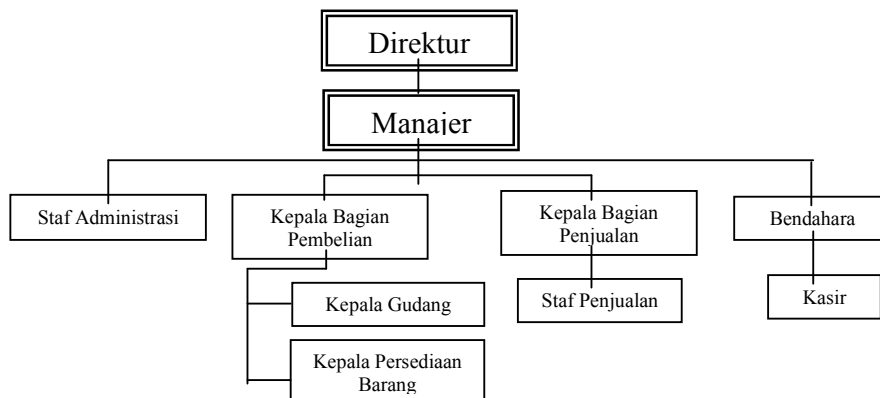 Direktur
Manajer
Staf Administrasi
Kepala Bagian
Pembelian
Kepala Bagian
Penjualan
Bendahara
Kepala Gudang
Staf Penjualan
Kasir
Kepala Persediaan
Barang